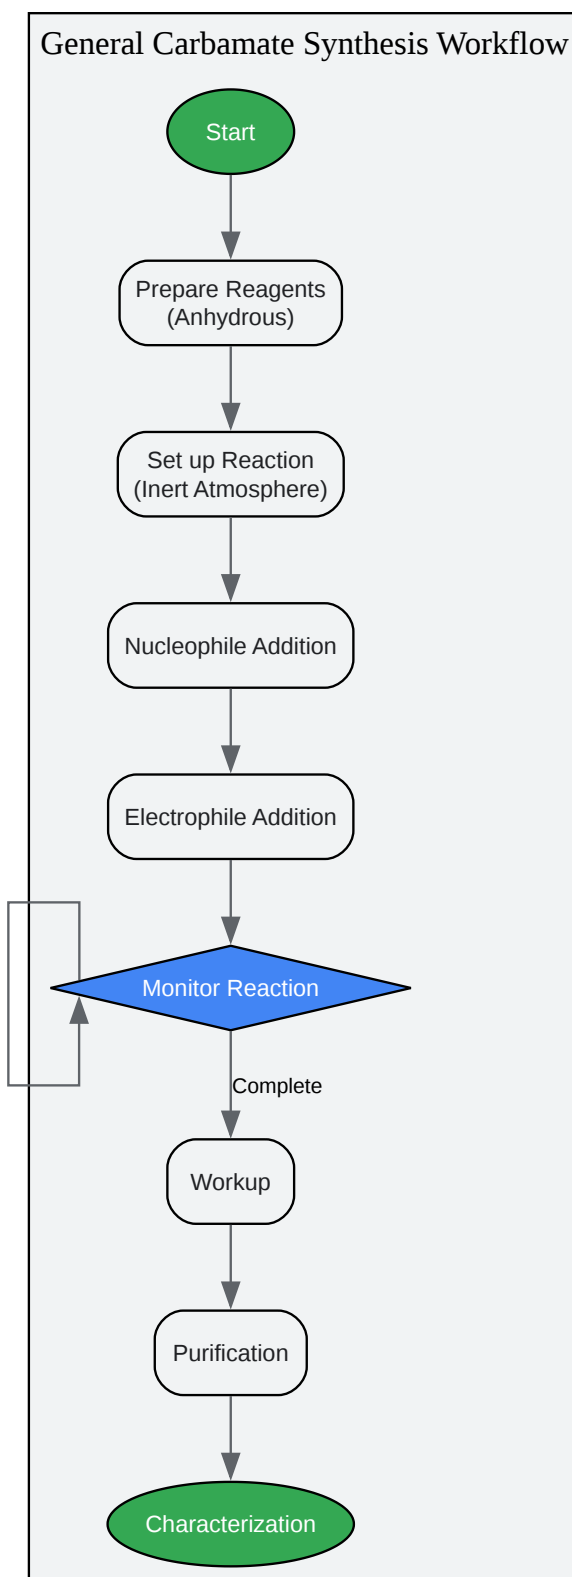 General Carbamate Synthesis Workflow
Start
Prepare Reagents
(Anhydrous)
Set up Reaction
(Inert Atmosphere)
Nucleophile Addition
Electrophile Addition
Monitor Reaction
Complete
Workup
Purification
Characterization